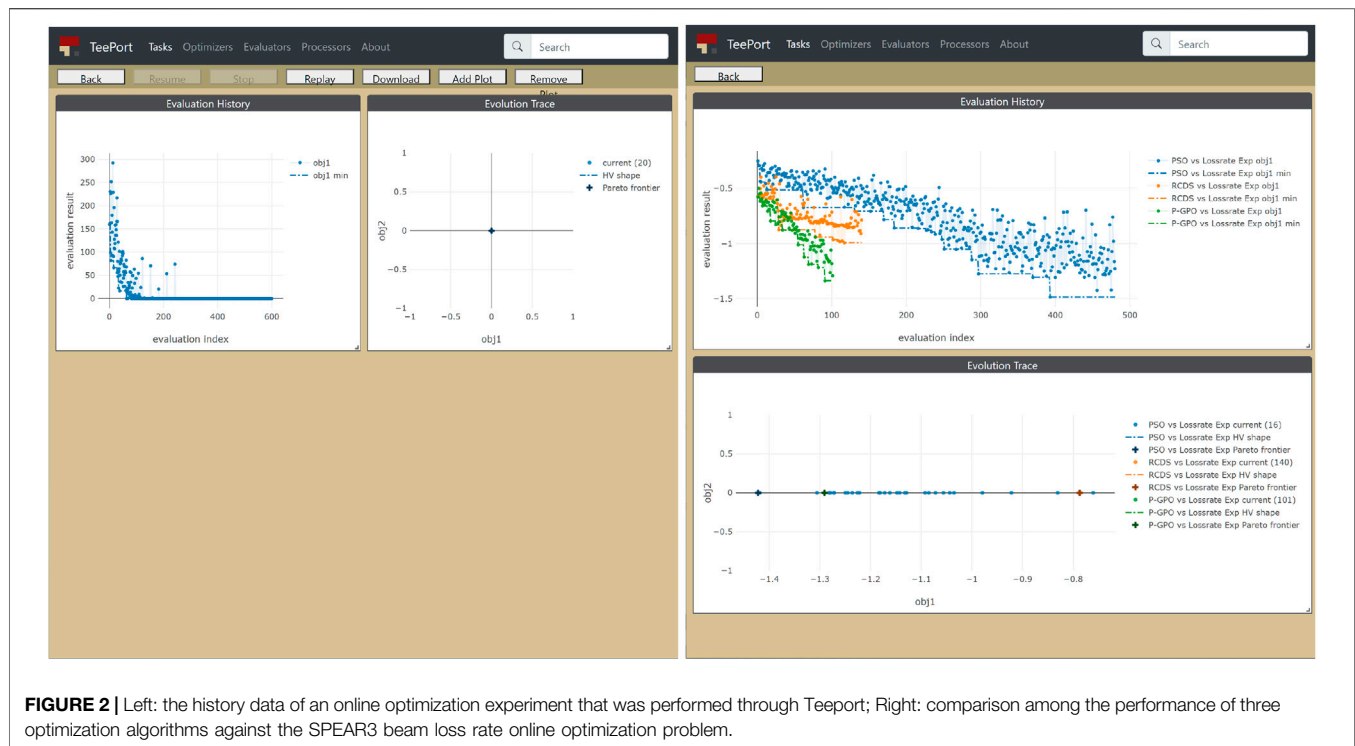 TeePort Tasks Optimizers Evaluators Processors About Search
Back Resume Stop Replay Download Add Plot Remove Plot
Evaluation History
300
250
200
150
100
50
0
evaluation result
0 200 400 600
evaluation index
obj1
obj1 min
Evolution Trace
1
0.5
0
−0.5
−1
obj2
−1 −0.5 0 0.5 1
obj1
current (20)
HV shape
Pareto frontier
TeePort Tasks Optimizers Evaluators Processors About Search
Back
Evaluation History
−0.5
−1
−1.5
evaluation result
0 100 200 300 400 500
evaluation index
PSO vs Lossrate Exp obj1
PSO vs Lossrate Exp obj1 min
RCDS vs Lossrate Exp obj1
RCDS vs Lossrate Exp obj1 min
P-GPO vs Lossrate Exp obj1
P-GPO vs Lossrate Exp obj1 min
Evolution Trace
1
0.5
0
−0.5
−1
obj2
−1.4 −1.3 −1.2 −1.1 −1 −0.9 −0.8
obj1
PSO vs Lossrate Exp current (16)
PSO vs Lossrate Exp HV shape
PSO vs Lossrate Exp Pareto frontier
RCDS vs Lossrate Exp current (140)
RCDS vs Lossrate Exp HV shape
RCDS vs Lossrate Exp Pareto frontier
P-GPO vs Lossrate Exp current (101)
P-GPO vs Lossrate Exp HV shape
P-GPO vs Lossrate Exp Pareto frontier
FIGURE 2 | Left: the history data of an online optimization experiment that was performed through Teeport; Right: comparison among the performance of three
optimization algorithms against the SPEAR3 beam loss rate online optimization problem.